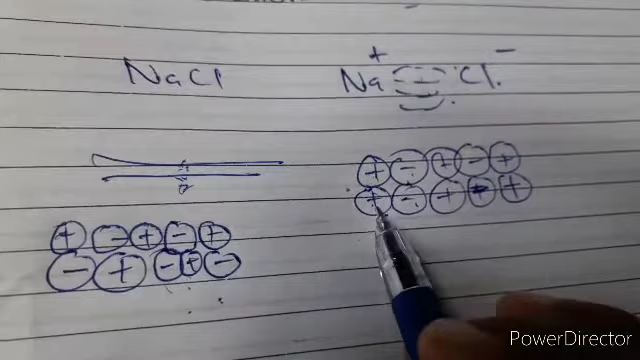 NaCl
Na⁺ Cl⁻
+ - + - +
- + - + -
+ - + - +
+ - + + +
PowerDirector